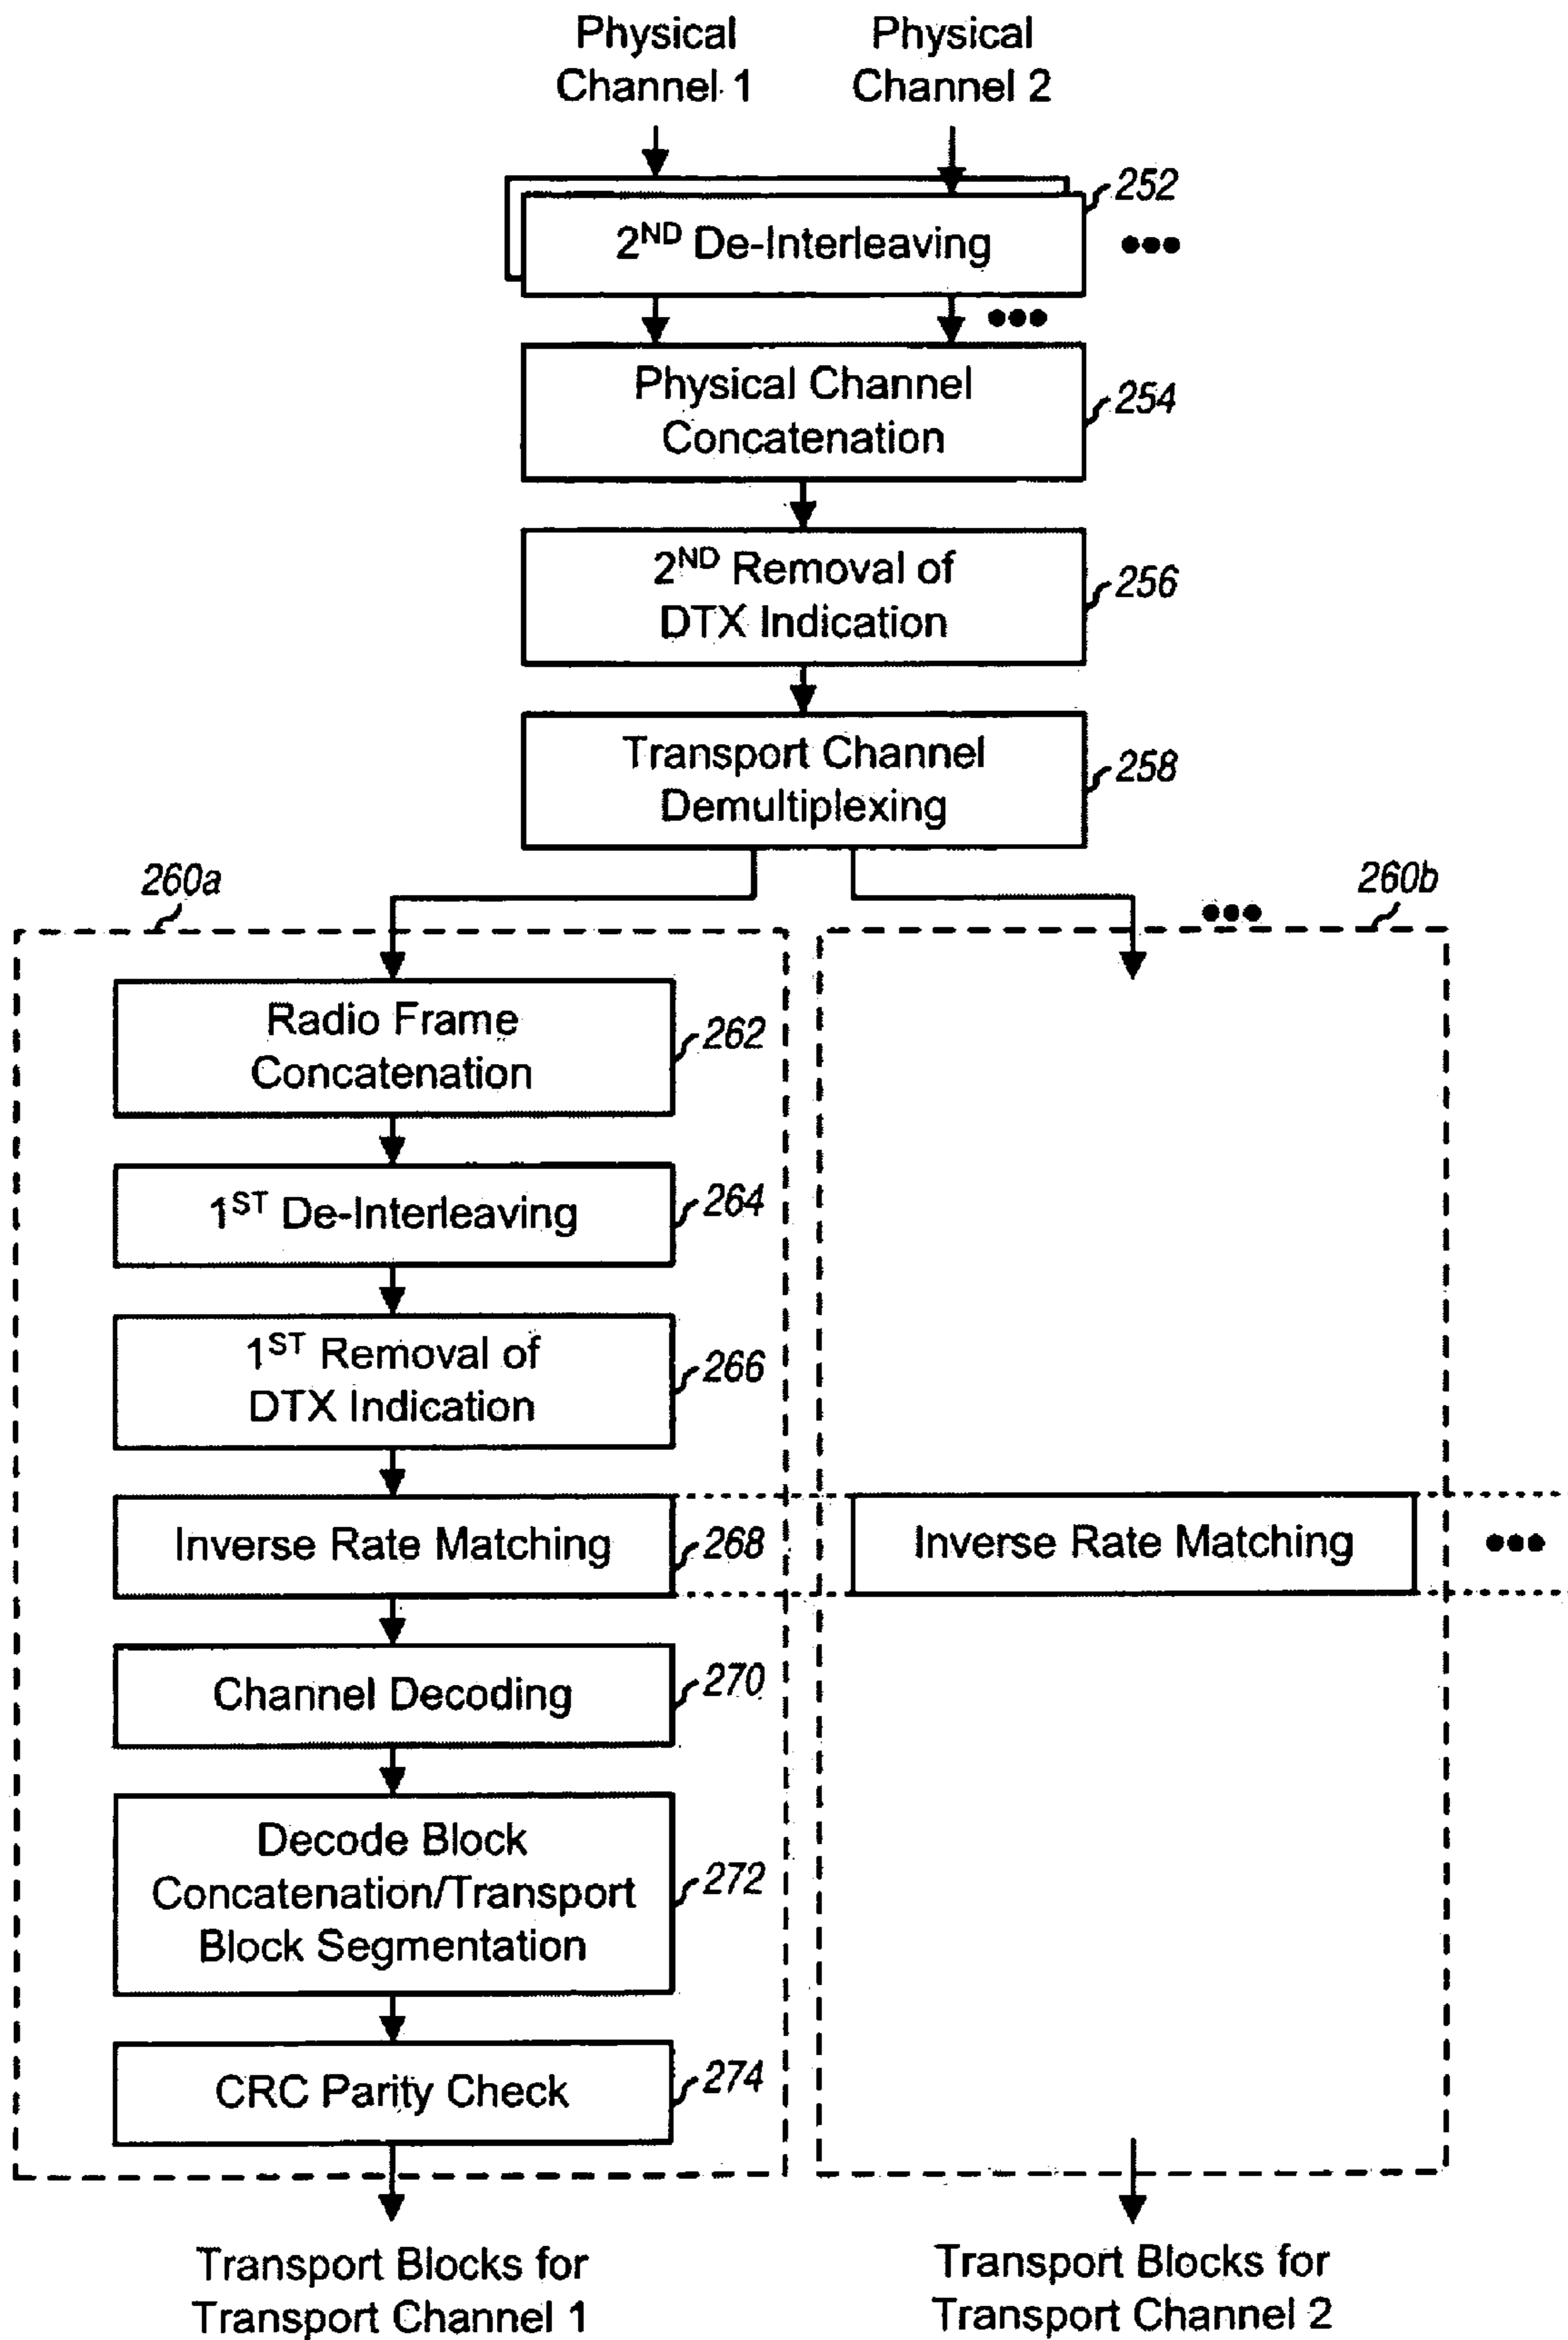 Physical
Channel 1
Physical
Channel 2
252
2ND De-Interleaving
•••
•••
Physical Channel
Concatenation
254
2ND Removal of
DTX Indication
256
Transport Channel
Demultiplexing
258
260a
260b
•••
Radio Frame
Concatenation
262
1ST De-Interleaving
264
1ST Removal of
DTX Indication
266
Inverse Rate Matching
268
Inverse Rate Matching
•••
Channel Decoding
270
Decode Block
Concatenation/Transport
Block Segmentation
272
CRC Parity Check
274
Transport Blocks for
Transport Channel 1
Transport Blocks for
Transport Channel 2